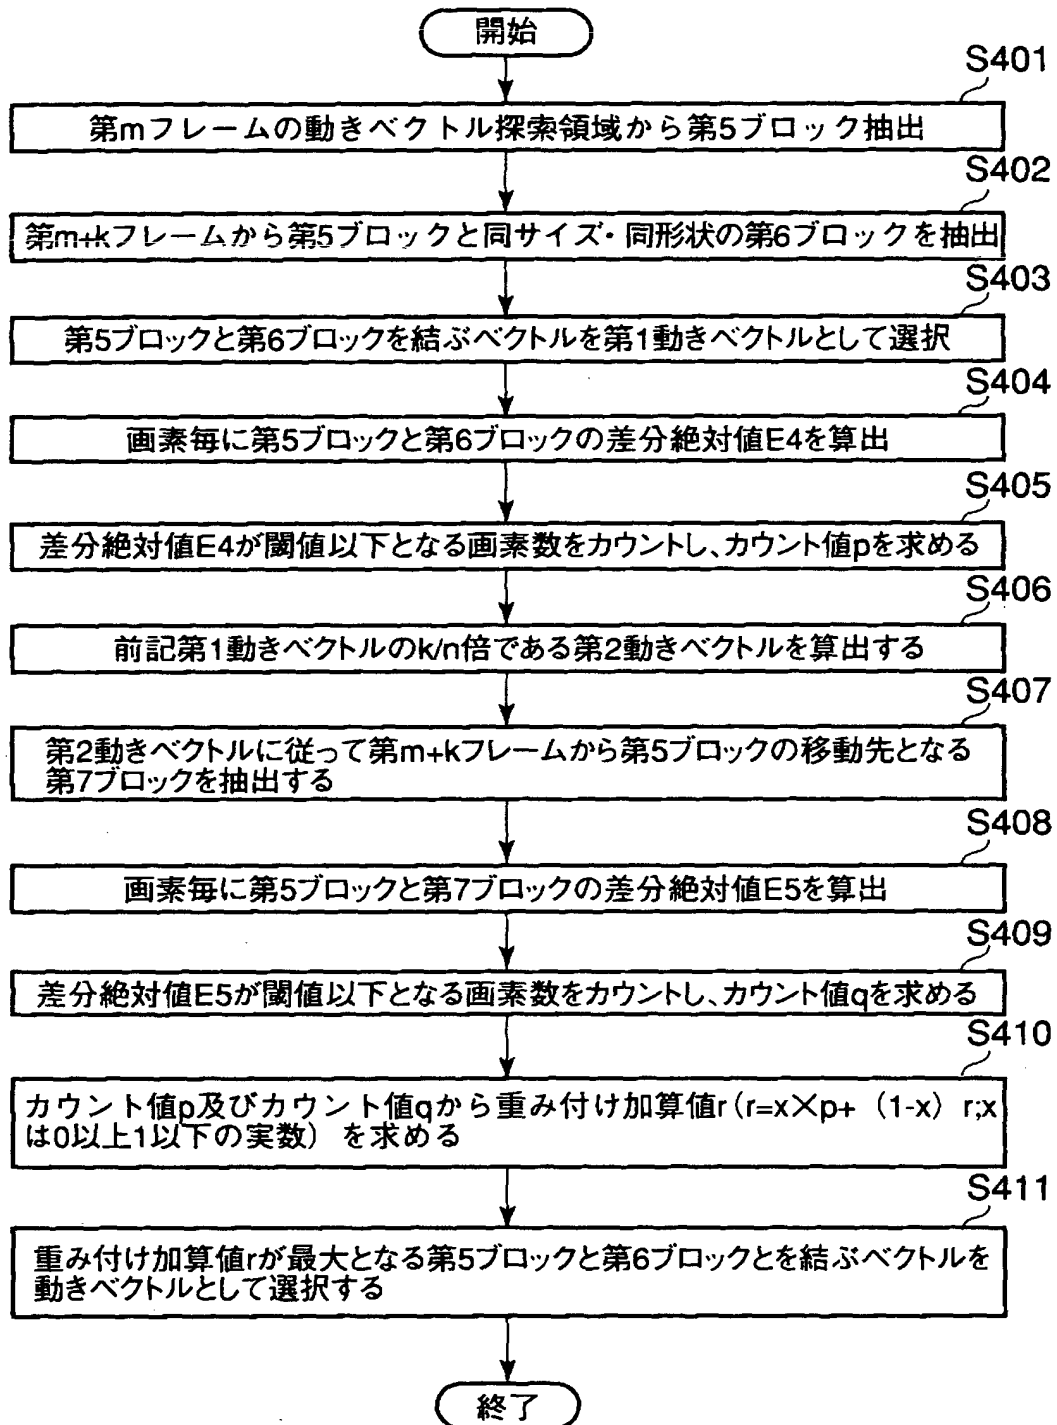 開始
S401
第mフレームの動きベクトル探索領域から第5ブロック抽出
S402
第m+kフレームから第5ブロックと同サイズ・同形状の第6ブロックを抽出
S403
第5ブロックと第6ブロックを結ぶベクトルを第1動きベクトルとして選択
S404
画素毎に第5ブロックと第6ブロックの差分絶対値E4を算出
S405
差分絶対値E4が閾値以下となる画素数をカウントし、カウント値pを求める
S406
前記第1動きベクトルのk/n倍である第2動きベクトルを算出する
S407
第2動きベクトルに従って第m+kフレームから第5ブロックの移動先となる
第7ブロックを抽出する
S408
画素毎に第5ブロックと第7ブロックの差分絶対値E5を算出
S409
差分絶対値E5が閾値以下となる画素数をカウントし、カウント値qを求める
S410
カウント値p及びカウント値qから重み付け加算値r(r=x×p+ (1-x) r;x
は0以上1以下の実数) を求める
S411
重み付け加算値rが最大となる第5ブロックと第6ブロックとを結ぶベクトルを
動きベクトルとして選択する
終了